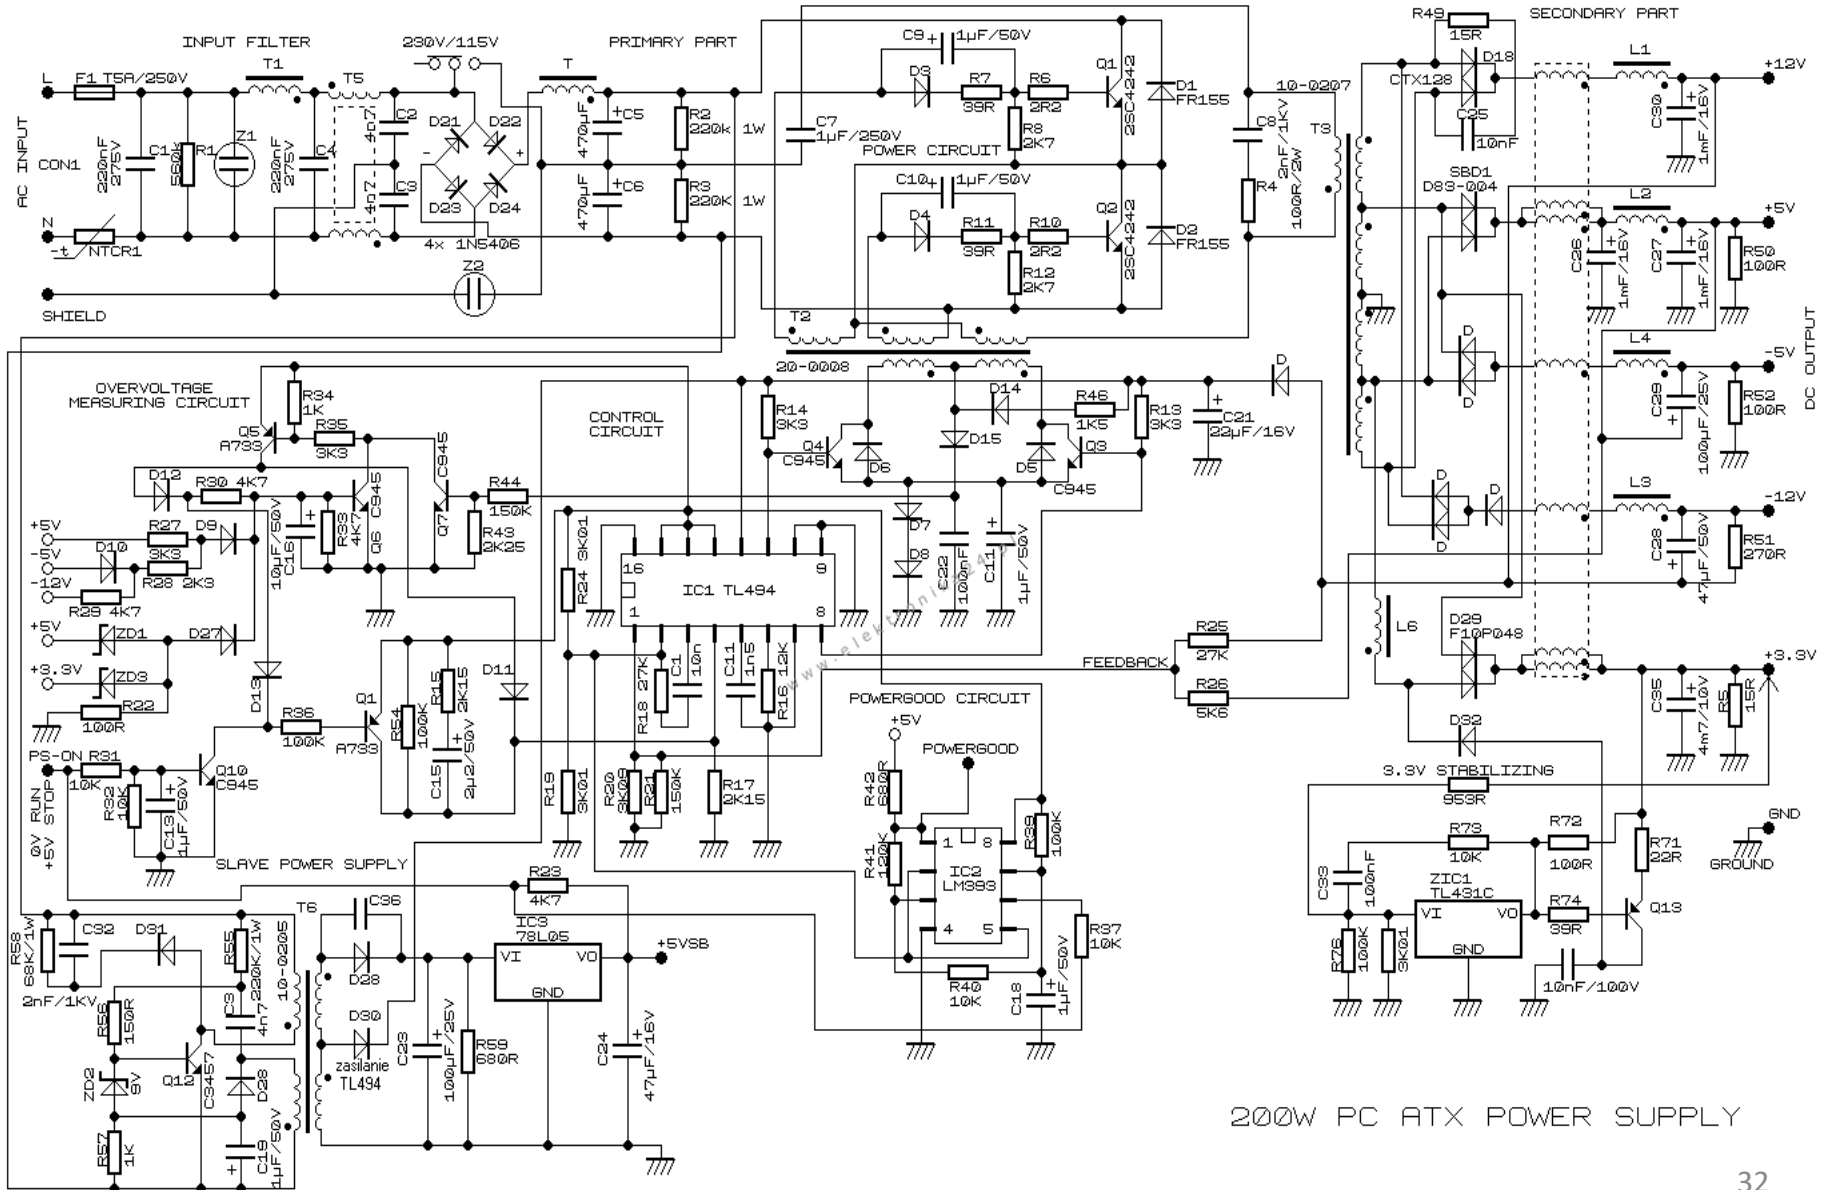 INPUT FILTER
230V/115V
PRIMARY PART
SECONDARY PART
AC INPUT
CON1
L
F1 T5A/250V
T1
T5
T
N
-t
NTCR1
SHIELD
C1
220nF
275V
R1
560K
Z1
C4
220nF
275V
C2
4n7
C3
4n7
D21
D22
D23
D24
-
+
4x 1N5406
Z2
C5
470µF
C6
470µF
R2
220k 1W
R3
220K 1W
C7
1µF/250V
POWER CIRCUIT
C9
1µF/50V
D3
R7
39R
R6
2R2
R8
2K7
Q1
2SC4242
D1
FR155
C10
1µF/50V
D4
R11
39R
R10
2R2
R12
2K7
Q2
2SC4242
D2
FR155
C8
2nF/1KV
R4
100R/2W
10-0207
T3
T2
20-0008
R49
15R
D18
CTX128
C25
10nF
SBD1
D83-004
L1
+12V
C30
1mF/16V
L2
+5V
C26
1mF/16V
C27
1mF/16V
R50
100R
L4
-5V
C29
100µF/25V
R52
100R
L3
-12V
C28
47µF/50V
R51
270R
DC OUTPUT
D
D
D
D
D
D
L6
D29
F10P048
+3.3V
C35
4m7/10V
R5
15R
D32
3.3V STABILIZING
953R
GND
GROUND
R73
10K
R72
100R
R71
22R
C33
100nF
ZIC1
TL431C
VI
VO
GND
R74
39R
Q13
R76
100K
3K01
10nF/100V
OVERVOLTAGE
MEASURING CIRCUIT
R34
1K
Q5
A733
R35
3K3
CONTROL
CIRCUIT
D12
R30 4K7
C16
10µF/50V
R33
4K7
Q6
C945
Q7
C945
R44
150K
R43
2K25
+5V
R27
3K3
D9
-5V
D10
R28 2K3
-12V
R29 4K7
+5V
ZD1
D27
+3.3V
ZD3
R22
100R
D13
PS-ON
R31
10K
0V RUN
+5V STOP
R32
10K
C13
1µF/50V
Q10
C945
R36
100K
Q1
A733
R54
100K
R15
2K15
C15
2µ2/50V
D11
R14
3K3
Q4
C945
D6
D14
D15
R46
1K5
D5
Q3
C945
R13
3K3
C21
22µF/16V
D7
D8
C22
100nF
C11
1µF/50V
R24 3K01
16
9
IC1 TL494
1
8
R18 27K
C1
10n
C11
1n5
R16 12K
R19
3K01
R20
3K09
R21
150K
R17
2K15
www.elektronika24.pl
FEEDBACK
R25
27K
R26
5K6
POWERGOOD CIRCUIT
+5V
POWERGOOD
R42
680R
R41
120K
R39
100K
1
8
IC2
LM393
4
5
R37
10K
R40
10K
C18
1µF/50V
SLAVE POWER SUPPLY
R23
4K7
R58
68K/1W
C32
2nF/1KV
D31
R55
220K/1W
T6
10-0205
C36
D28
IC3
78L05
VI
VO
GND
+5VSB
R56
150R
C3
4n7
Q12
C3457
ZD2
9V
D28
R57
1K
C19
1µF/50V
D30
zasilanie
TL494
C23
100µF/25V
R59
680R
C24
47µF/16V
200W PC ATX POWER SUPPLY
32